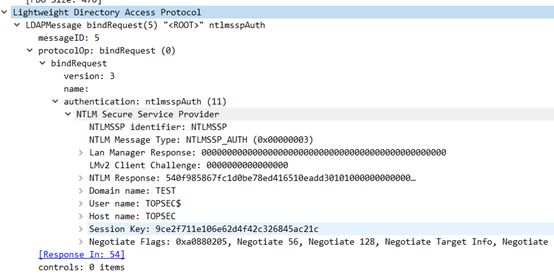 Lightweight Directory Access Protocol
LDAPMessage bindRequest(5) "<ROOT>" ntlmsspAuth
messageID: 5
protocolOp: bindRequest (0)
bindRequest
version: 3
name:
authentication: ntlmsspAuth (11)
NTLM Secure Service Provider
NTLMSSP identifier: NTLMSSP
NTLM Message Type: NTLMSSP_AUTH (0x00000003)
Lan Manager Response: 000000000000000000000000000000000000000000000000
LMv2 Client Challenge: 0000000000000000
NTLM Response: 540f985867fc1d0be78ed416510eadd30101000000000000…
Domain name: TEST
User name: TOPSEC$
Host name: TOPSEC
Session Key: 9ce2f711e106e62d4f42c326845ac21c
Negotiate Flags: 0xa0880205, Negotiate 56, Negotiate 128, Negotiate Target Info, Negotiate
[Response In: 54]
controls: 0 items